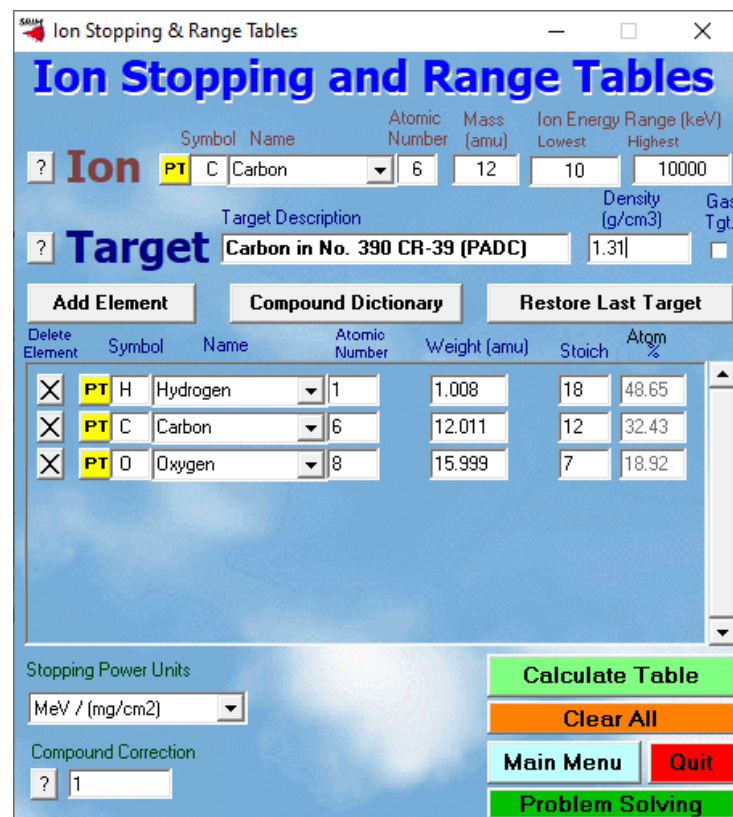 SRIM
Ion Stopping & Range Tables
Ion Stopping and Range Tables
Symbol Name Atomic Number Mass (amu) Ion Energy Range (keV) Lowest Highest
? Ion PT C Carbon 6 12 10 10000
Target Description Density (g/cm3) Gas Tgt.
? Target Carbon in No. 390 CR-39 (PADC) 1.31
Add Element Compound Dictionary Restore Last Target
Delete Element Symbol Name Atomic Number Weight (amu) Stoich Atom %
X PT H Hydrogen 1 1.008 18 48.65
X PT C Carbon 6 12.011 12 32.43
X PT O Oxygen 8 15.999 7 18.92
Stopping Power Units
MeV / (mg/cm2)
Compound Correction
? 1
Calculate Table
Clear All
Main Menu Quit
Problem Solving